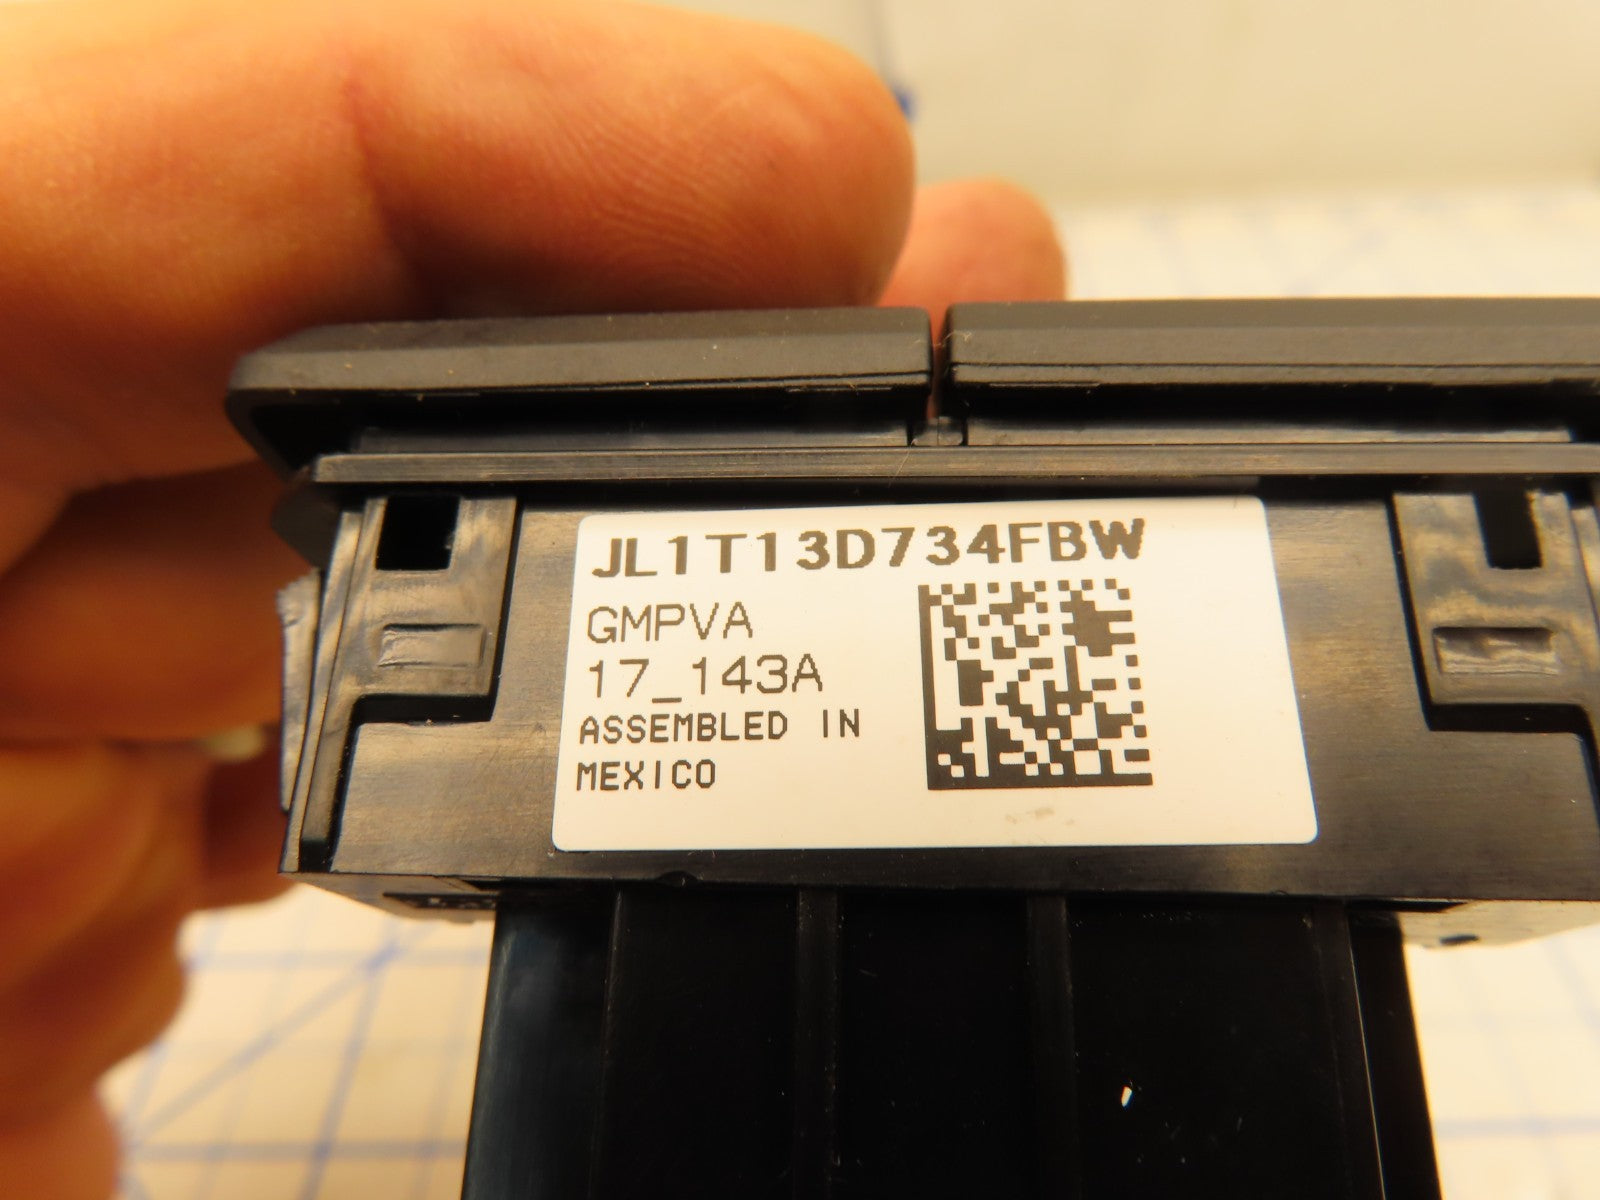 JL1T13D734FBW
GMPVA
17_143A
ASSEMBLED IN
MEXICO